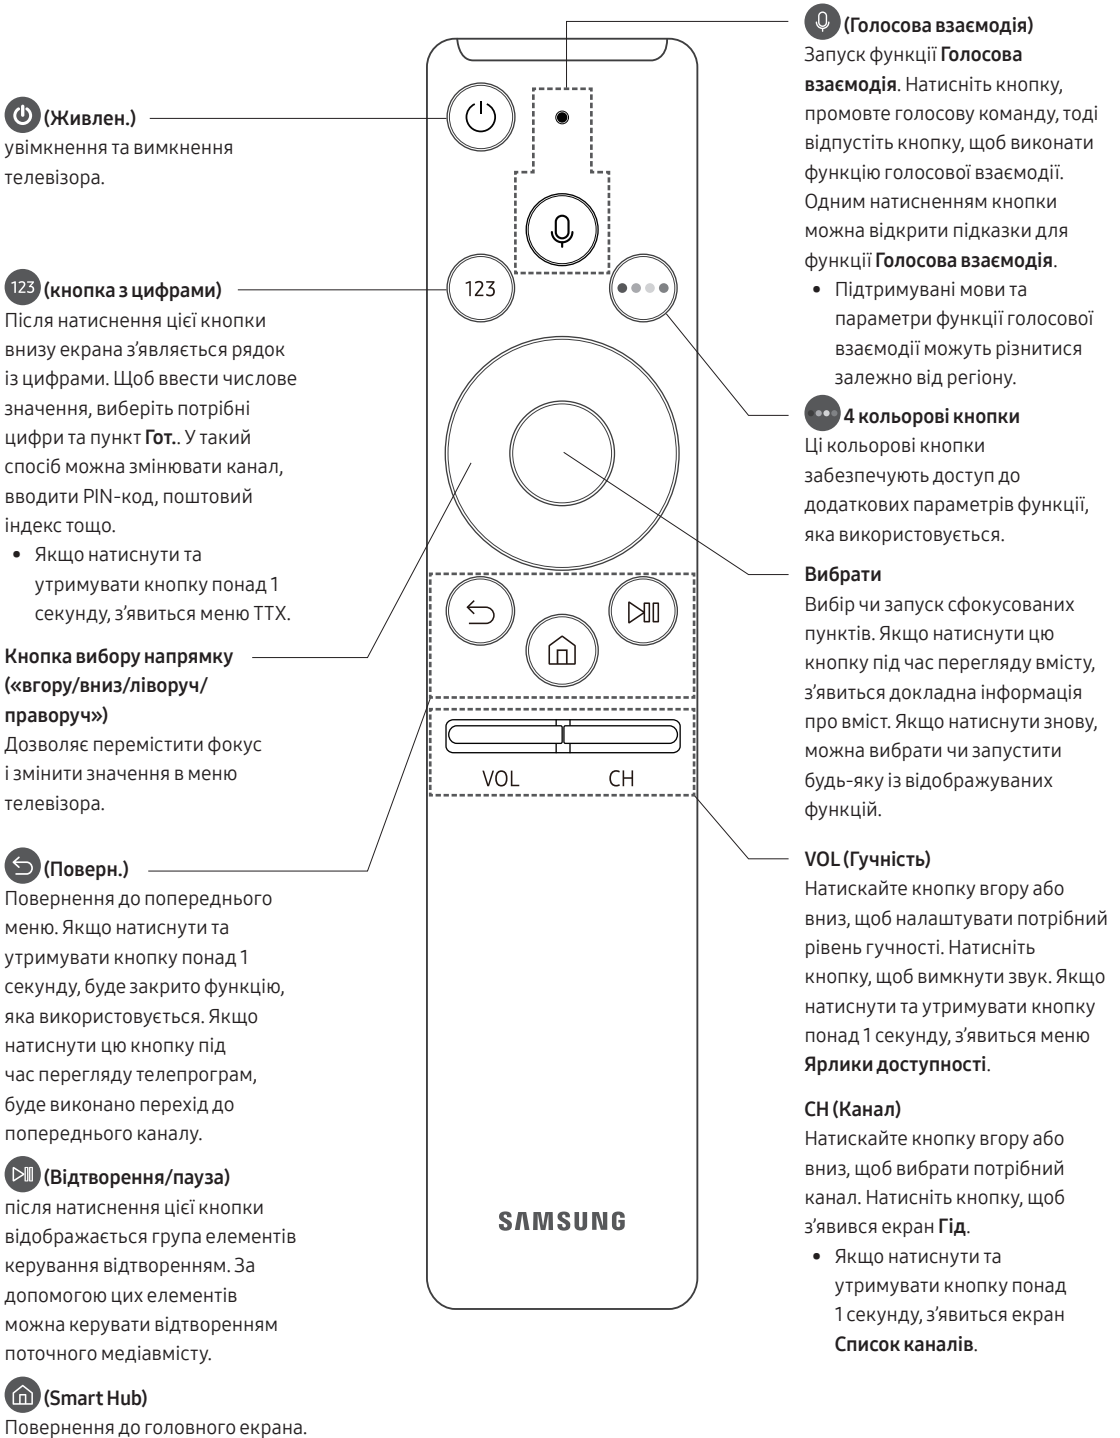 (Живлен.)
увімкнення та вимкнення
телевізора.
123 (кнопка з цифрами)
Після натиснення цієї кнопки
внизу екрана з’являється рядок
із цифрами. Щоб ввести числове
значення, виберіть потрібні
цифри та пункт Гот.. У такий
спосіб можна змінювати канал,
вводити PIN-код, поштовий
індекс тощо.
• Якщо натиснути та
утримувати кнопку понад 1
секунду, з’явиться меню TTX.
Кнопка вибору напрямку
(«вгору/вниз/ліворуч/
праворуч»)
Дозволяє перемістити фокус
і змінити значення в меню
телевізора.
(Поверн.)
Повернення до попереднього
меню. Якщо натиснути та
утримувати кнопку понад 1
секунду, буде закрито функцію,
яка використовується. Якщо
натиснути цю кнопку під
час перегляду телепрограм,
буде виконано перехід до
попереднього каналу.
(Відтворення/пауза)
після натиснення цієї кнопки
відображається група елементів
керування відтворенням. За
допомогою цих елементів
можна керувати відтворенням
поточного медіавмісту.
(Smart Hub)
Повернення до головного екрана.
123
VOL CH
SAMSUNG
(Голосова взаємодія)
Запуск функції Голосова
взаємодія. Натисніть кнопку,
промовте голосову команду, тоді
відпустіть кнопку, щоб виконати
функцію голосової взаємодії.
Одним натисненням кнопки
можна відкрити підказки для
функції Голосова взаємодія.
• Підтримувані мови та
параметри функції голосової
взаємодії можуть різнитися
залежно від регіону.
4 кольорові кнопки
Ці кольорові кнопки
забезпечують доступ до
додаткових параметрів функції,
яка використовується.
Вибрати
Вибір чи запуск сфокусованих
пунктів. Якщо натиснути цю
кнопку під час перегляду вмісту,
з’явиться докладна інформація
про вміст. Якщо натиснути знову,
можна вибрати чи запустити
будь-яку із відображуваних
функцій.
VOL (Гучність)
Натискайте кнопку вгору або
вниз, щоб налаштувати потрібний
рівень гучності. Натисніть
кнопку, щоб вимкнути звук. Якщо
натиснути та утримувати кнопку
понад 1 секунду, з’явиться меню
Ярлики доступності.
CH (Канал)
Натискайте кнопку вгору або
вниз, щоб вибрати потрібний
канал. Натисніть кнопку, щоб
з’явився екран Гід.
• Якщо натиснути та
утримувати кнопку понад
1 секунду, з’явиться екран
Список каналів.